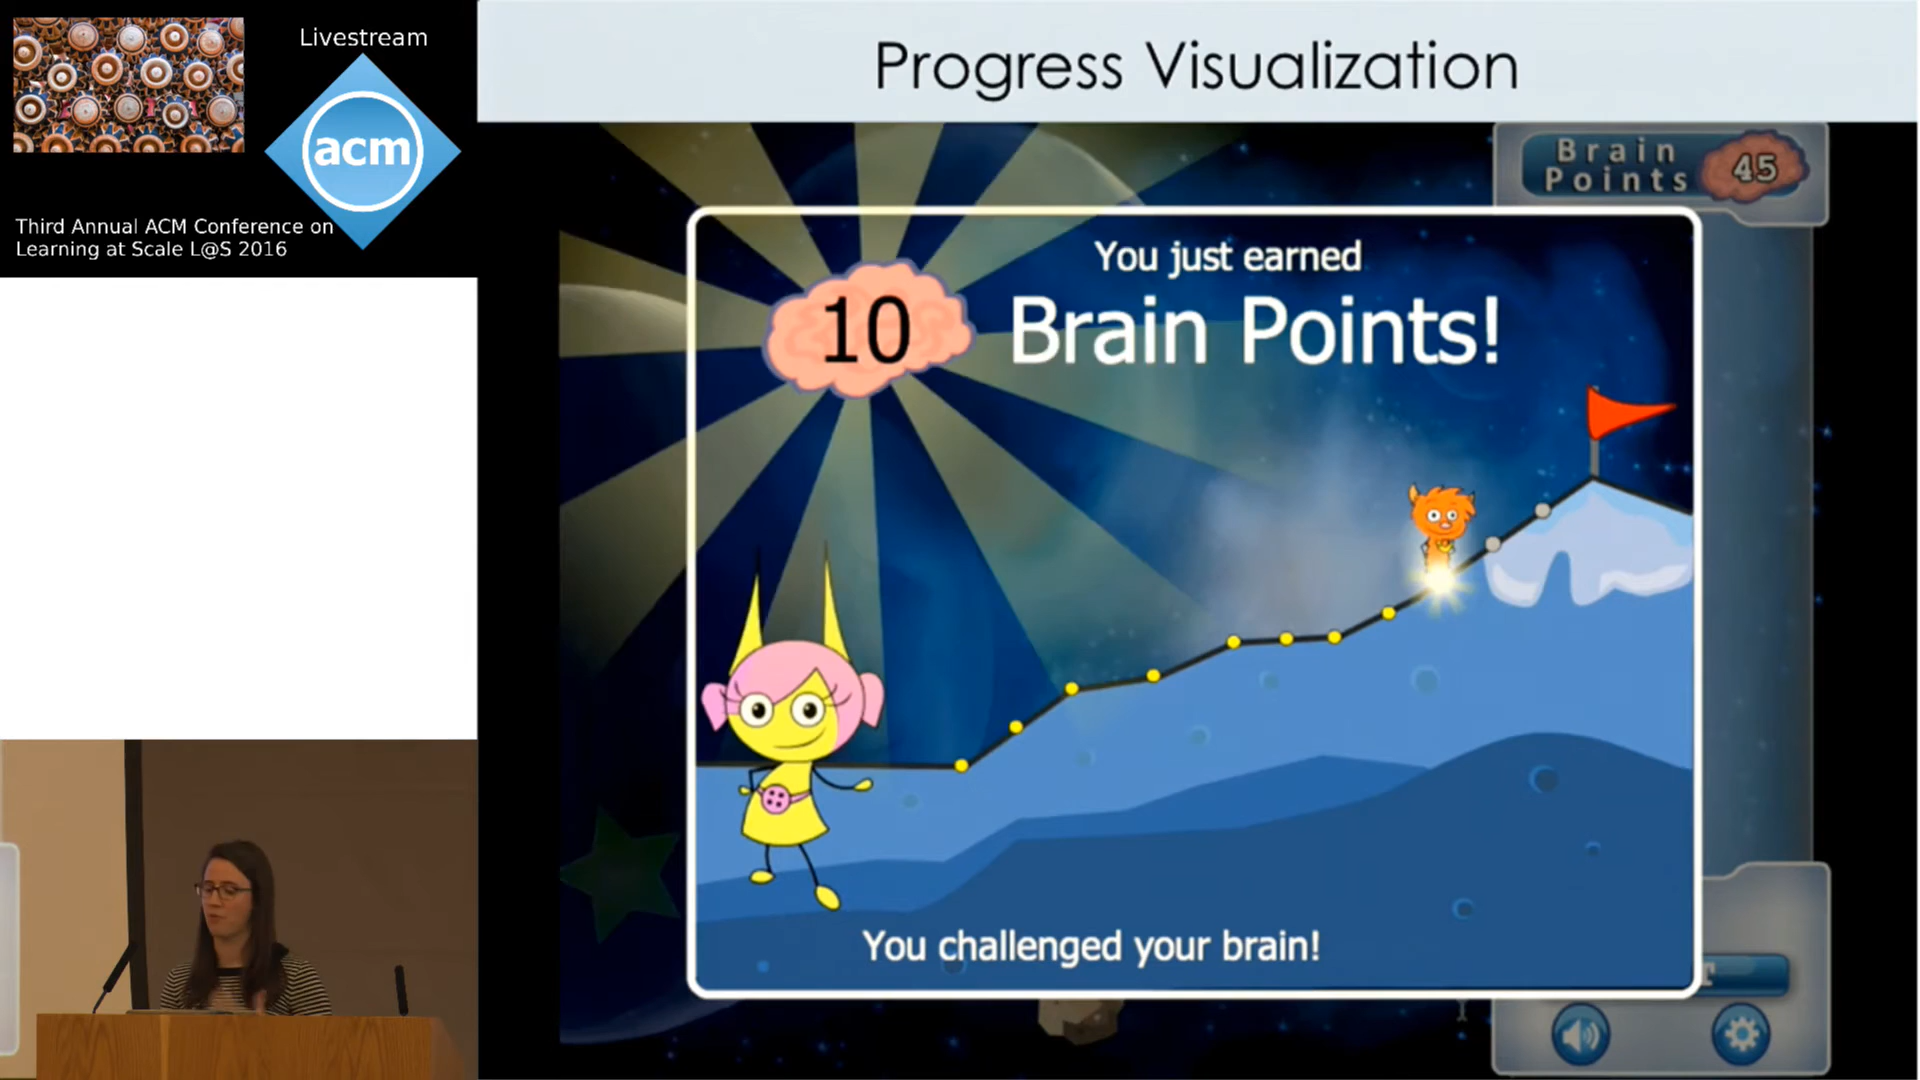 Livestream
acm
Third Annual ACM Conference on
Learning at Scale L@S 2016
Progress Visualization
Brain
Points
45
You just earned
10 Brain Points!
You challenged your brain!